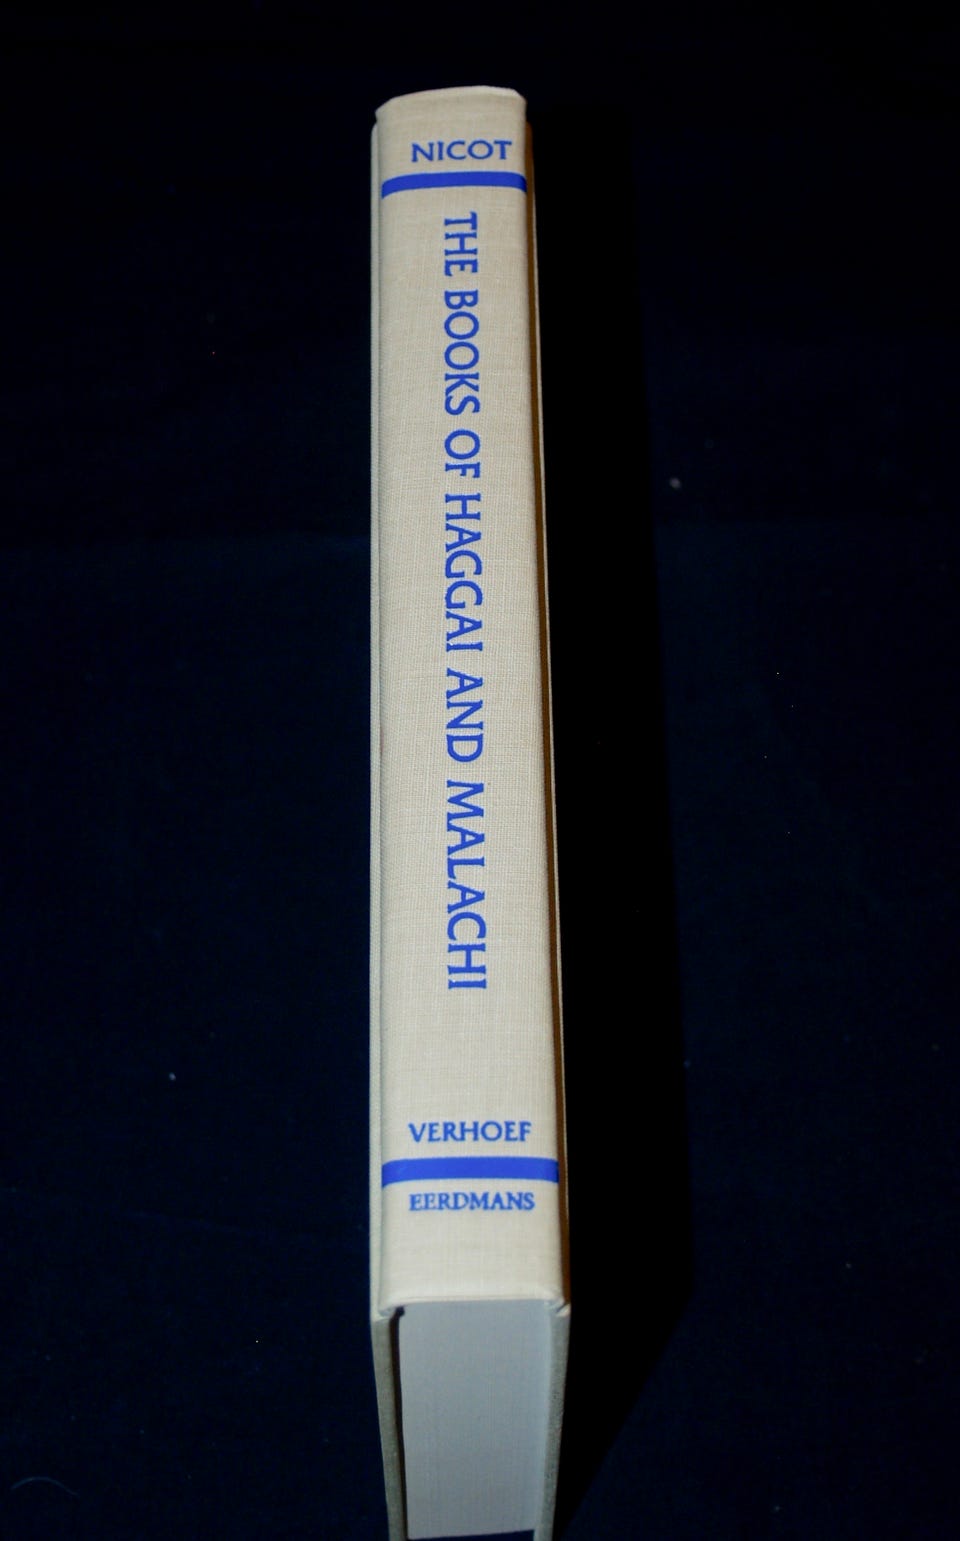 NICOT
THE BOOKS OF HAGGAI AND MALACHI
VERHOEF
EERDMANS